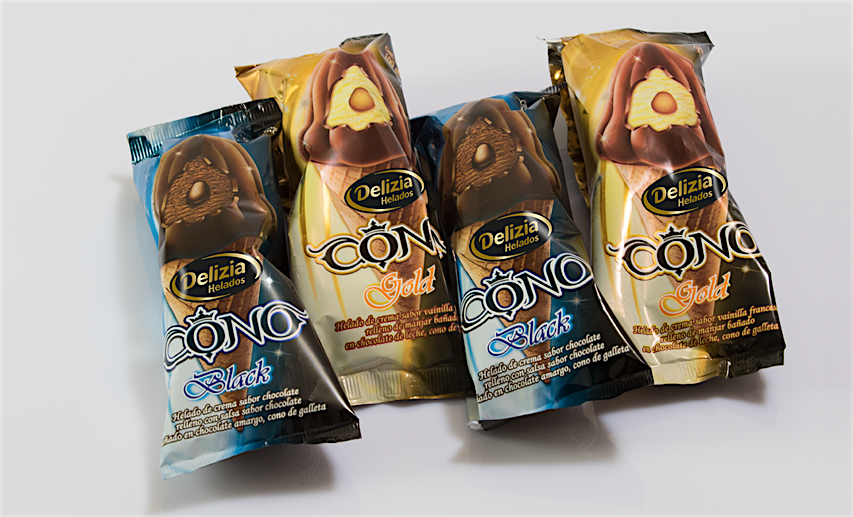 Delizia
Helados
CONO
Black
Helado de crema sabor chocolate
relleno con salsa sabor chocolate
en chocolate amargo, cono de galleta
Delizia
Helados
Gold
Helado de crema sabor vainilla
relleno de manjar bañado
en chocolate de leche, cono de
Delizia
Helados
CONO
Black
Helado de crema sabor chocolate
relleno con salsa sabor chocolate
en chocolate amargo, cono de galleta
Delizia
Helados
CONO
Gold
Helado de crema sabor vainilla francesa
relleno de manjar bañado
en chocolate de leche, cono de galleta